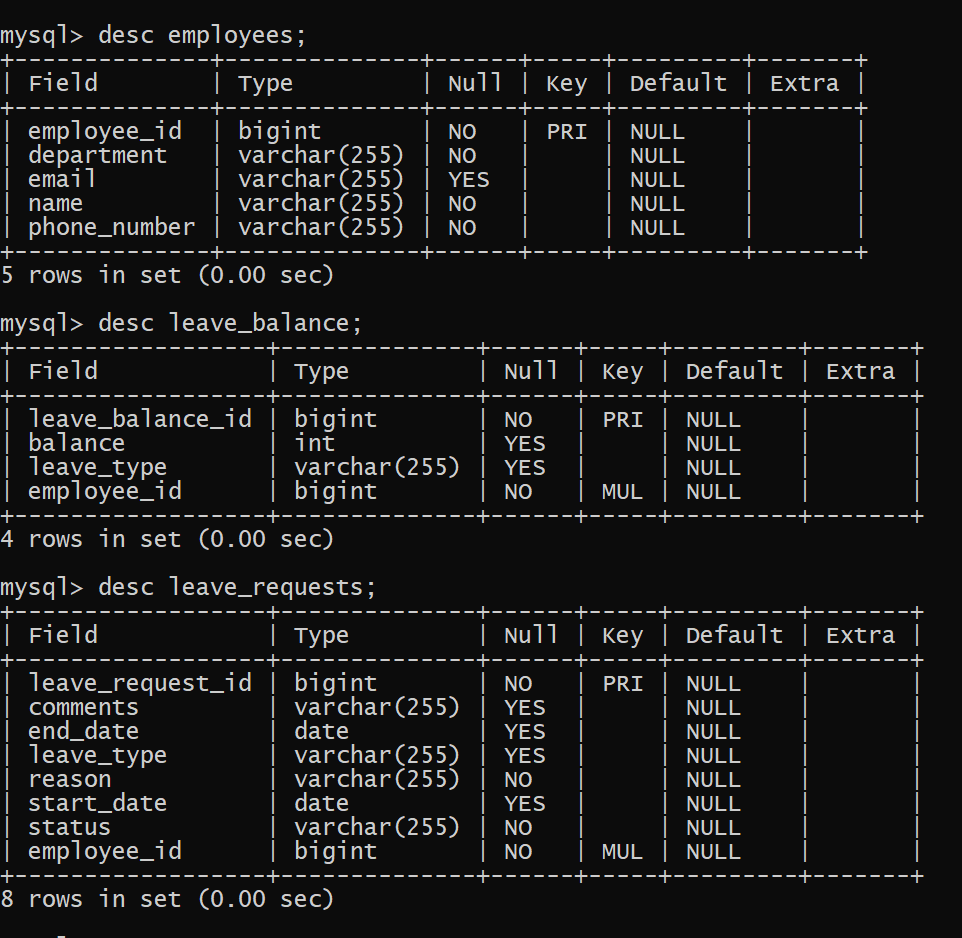 mysql> desc employees;
+--------------+--------------+------+-----+---------+-------+
| Field        | Type         | Null | Key | Default | Extra |
+--------------+--------------+------+-----+---------+-------+
| employee_id  | bigint       | NO   | PRI | NULL    |       |
| department   | varchar(255) | NO   |     | NULL    |       |
| email        | varchar(255) | YES  |     | NULL    |       |
| name         | varchar(255) | NO   |     | NULL    |       |
| phone_number | varchar(255) | NO   |     | NULL    |       |
+--------------+--------------+------+-----+---------+-------+
5 rows in set (0.00 sec)

mysql> desc leave_balance;
+------------------+--------------+------+-----+---------+-------+
| Field            | Type         | Null | Key | Default | Extra |
+------------------+--------------+------+-----+---------+-------+
| leave_balance_id | bigint       | NO   | PRI | NULL    |       |
| balance          | int          | YES  |     | NULL    |       |
| leave_type       | varchar(255) | YES  |     | NULL    |       |
| employee_id      | bigint       | NO   | MUL | NULL    |       |
+------------------+--------------+------+-----+---------+-------+
4 rows in set (0.00 sec)

mysql> desc leave_requests;
+------------------+--------------+------+-----+---------+-------+
| Field            | Type         | Null | Key | Default | Extra |
+------------------+--------------+------+-----+---------+-------+
| leave_request_id | bigint       | NO   | PRI | NULL    |       |
| comments         | varchar(255) | YES  |     | NULL    |       |
| end_date         | date         | YES  |     | NULL    |       |
| leave_type       | varchar(255) | YES  |     | NULL    |       |
| reason           | varchar(255) | NO   |     | NULL    |       |
| start_date       | date         | YES  |     | NULL    |       |
| status           | varchar(255) | NO   |     | NULL    |       |
| employee_id      | bigint       | NO   | MUL | NULL    |       |
+------------------+--------------+------+-----+---------+-------+
8 rows in set (0.00 sec)